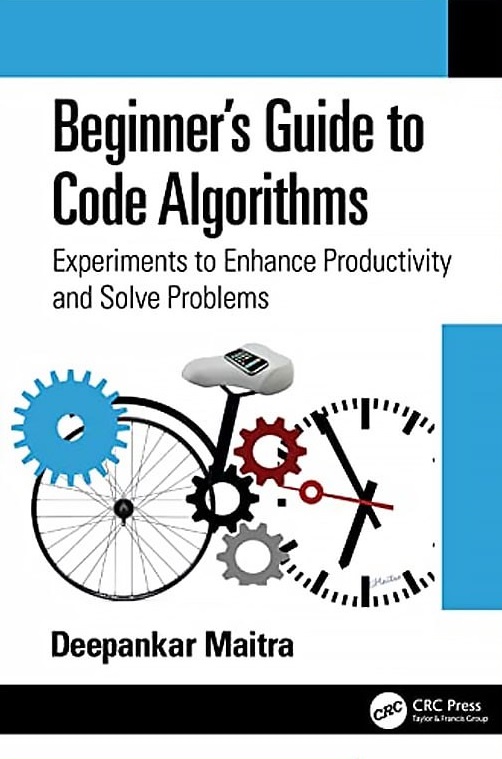 Beginner's Guide to
Code Algorithms
Experiments to Enhance Productivity
and Solve Problems
Maitra
Deepankar Maitra
CRC
CRC Press
Taylor & Francis Group